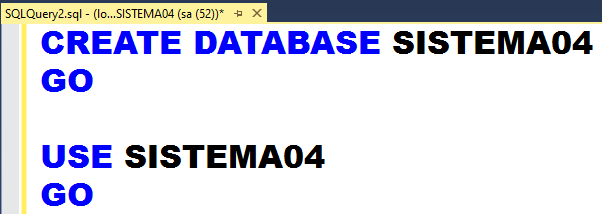 SQLQuery2.sql - (lo...SISTEMA04 (sa (52))*
CREATE DATABASE SISTEMA04
GO
USE SISTEMA04
GO